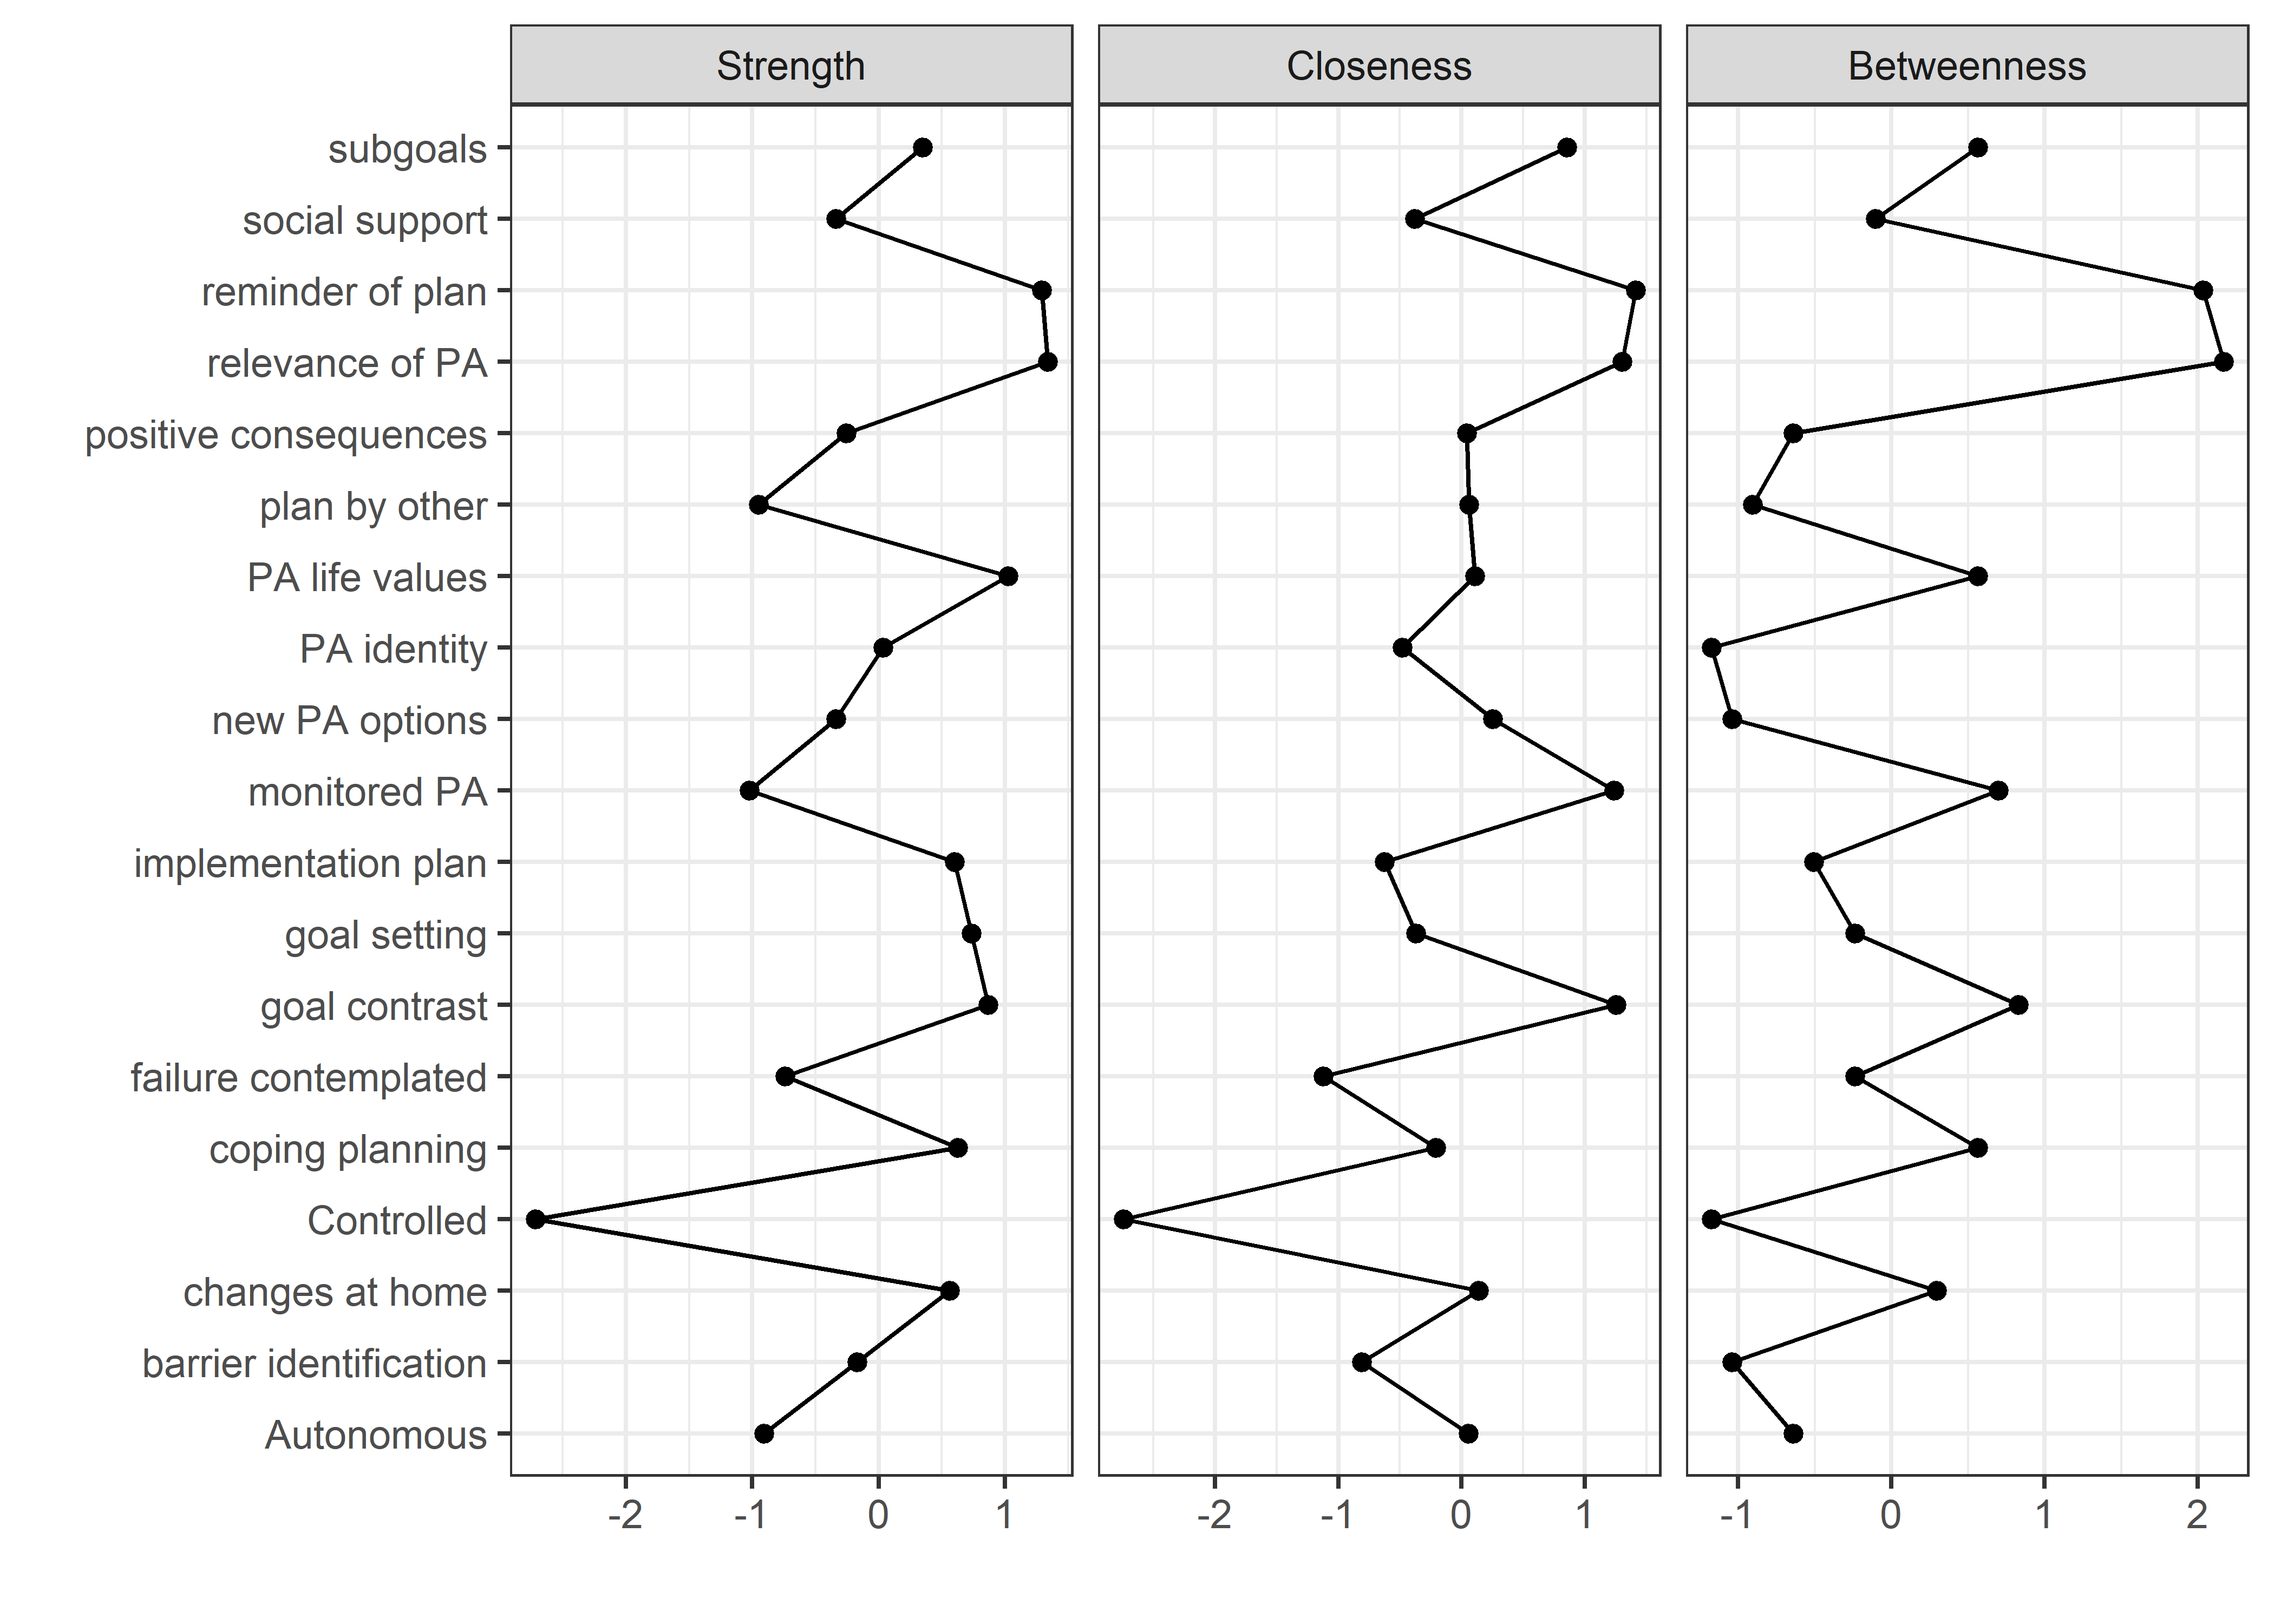 Strength Closeness Betweenness
subgoals
social support
reminder of plan
relevance of PA
positive consequences
plan by other
PA life values
PA identity
new PA options
monitored PA
implementation plan
goal setting
goal contrast
failure contemplated
coping planning
Controlled
changes at home
barrier identification
Autonomous
-2 -1 0 1 -2 -1 0 1 -1 0 1 2